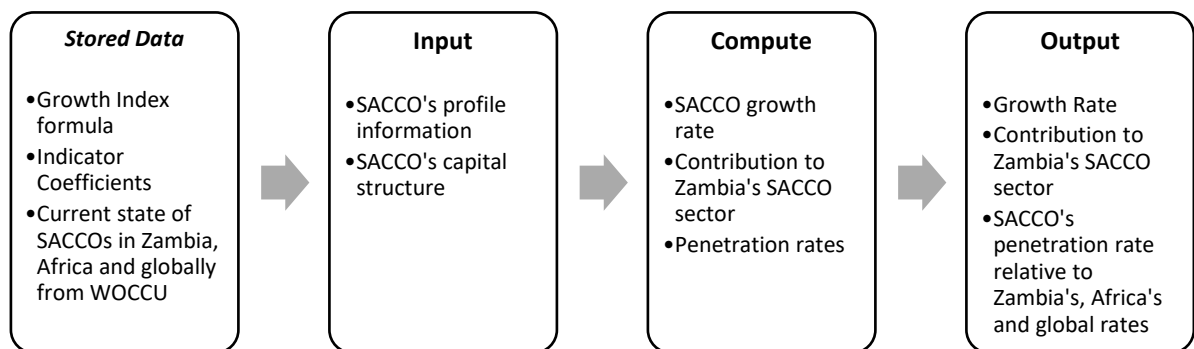 Stored Data
•Growth Index
formula
•Indicator
Coefficients
•Current state of
SACCOs in Zambia,
Africa and globally
from WOCCU
Input
•SACCO's profile
information
•SACCO's capital
structure
Compute
•SACCO growth
rate
•Contribution to
Zambia's SACCO
sector
•Penetration rates
Output
•Growth Rate
•Contribution to
Zambia's SACCO
sector
•SACCO's
penetration rate
relative to
Zambia's, Africa's
and global rates